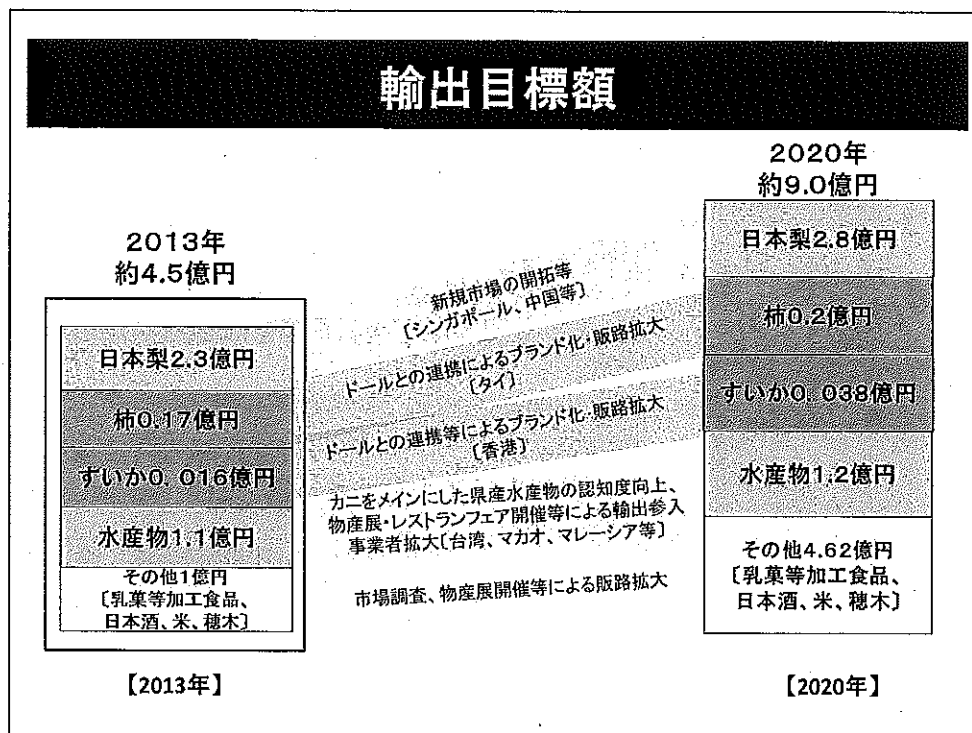 輸出目標額
2013年
約4.5億円
日本梨2.3億円
柿0.17億円
すいか0.016億円
水産物1.1億円
その他1億円
〔乳菓等加工食品、
日本酒、米、穂木〕
【2013年】
新規市場の開拓等
〔シンガポール、中国等〕
ドールとの連携によるブランド化・販路拡大
〔タイ〕
ドールとの連携等によるブランド化・販路拡大
〔香港〕
カニをメインにした県産水産物の認知度向上、
物産展・レストランフェア開催等による輸出参入
事業者拡大〔台湾、マカオ、マレーシア等〕
市場調査、物産展開催等による販路拡大
2020年
約9.0億円
日本梨2.8億円
柿0.2億円
すいか0.038億円
水産物1.2億円
その他4.62億円
〔乳菓等加工食品、
日本酒、米、穂木〕
【2020年】